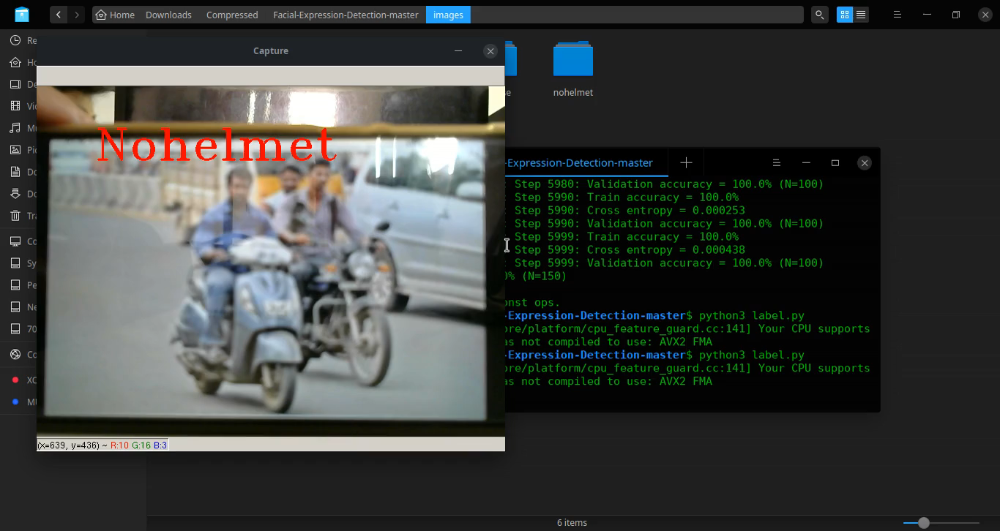 Home
Downloads
Compressed
Facial-Expression-Detection-master
images
Re
Ho
De
Vid
Mu
Pic
Do
Do
Tra
Co
Sy
Pe
Ne
70
Co
XC
MU
Capture
Nohelmet
(x=639, y=436) ~ R:10 G:16 B:3
se
nohelmet
-Expression-Detection-master
Step 5980: Validation accuracy = 100.0% (N=100)
Step 5990: Train accuracy = 100.0%
Step 5990: Cross entropy = 0.000253
Step 5990: Validation accuracy = 100.0% (N=100)
Step 5999: Train accuracy = 100.0%
Step 5999: Cross entropy = 0.000438
Step 5999: Validation accuracy = 100.0% (N=100)
0% (N=150)
onst ops.
-Expression-Detection-master$ python3 label.py
ore/platform/cpu_feature_guard.cc:141] Your CPU supports
as not compiled to use: AVX2 FMA
-Expression-Detection-master$ python3 label.py
ore/platform/cpu_feature_guard.cc:141] Your CPU supports
as not compiled to use: AVX2 FMA
6 items